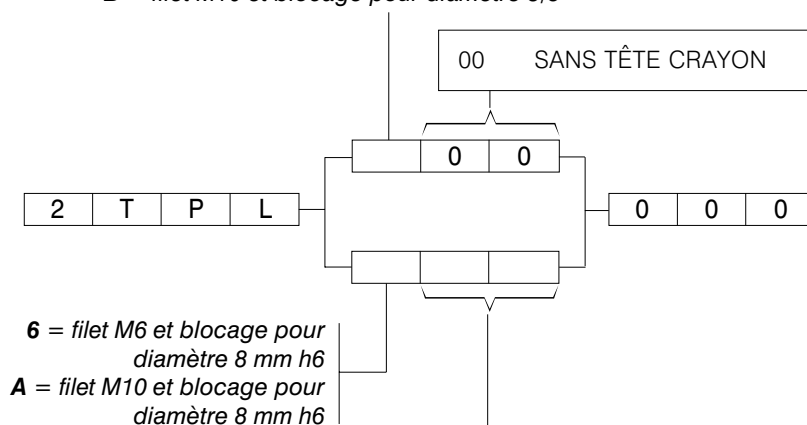 00 SANS TÊTE CRAYON
0 0
2 T P L
0 0 0
6 = filet M6 et blocage pour
diamètre 8 mm h6
A = filet M10 et blocage pour
diamètre 8 mm h6